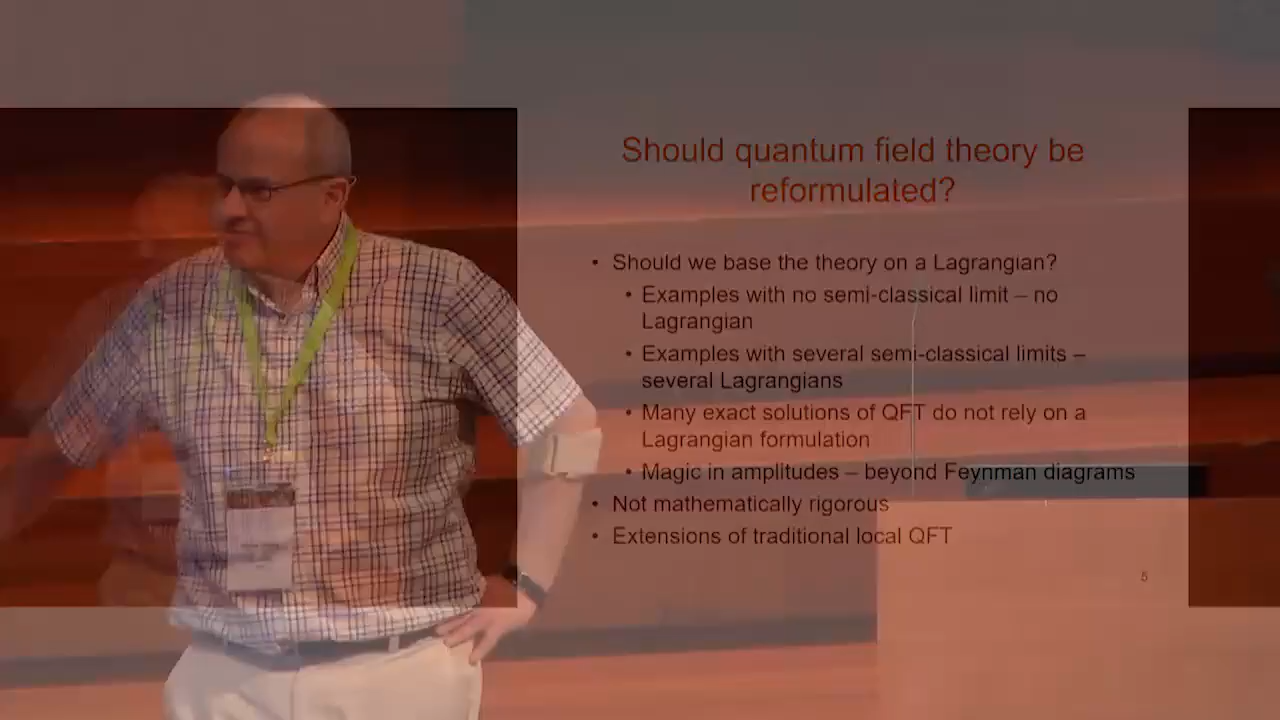 Should quantum field theory be
reformulated?
• Should we base the theory on a Lagrangian?
• Examples with no semi-classical limit – no
Lagrangian
• Examples with several semi-classical limits –
several Lagrangians
• Many exact solutions of QFT do not rely on a
Lagrangian formulation
• Magic in amplitudes – beyond Feynman diagrams
• Not mathematically rigorous
• Extensions of traditional local QFT
5